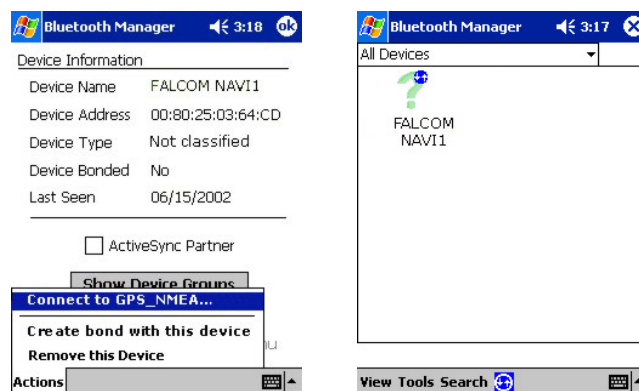 Bluetooth Manager 3:18 ok
Device Information
Device Name FALCOM NAVI1
Device Address 00:80:25:03:64:CD
Device Type Not classified
Device Bonded No
Last Seen 06/15/2002
ActiveSync Partner
Show Device Groups
Connect to GPS_NMEA...
Create bond with this device
Remove this Device
Actions
Bluetooth Manager 3:17
All Devices
?
FALCOM
NAVI1
View Tools Search